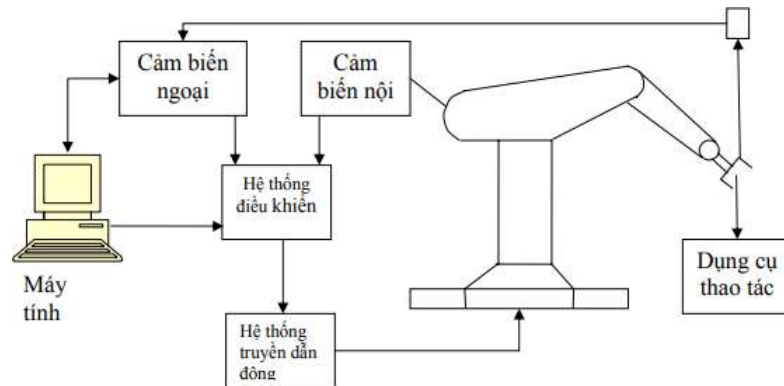 Cảm biến
ngoại
Cảm
biến nội
Hệ thống
điều khiển
Máy
tính
Dụng cụ
thao tác
Hệ thống
truyền dẫn
động